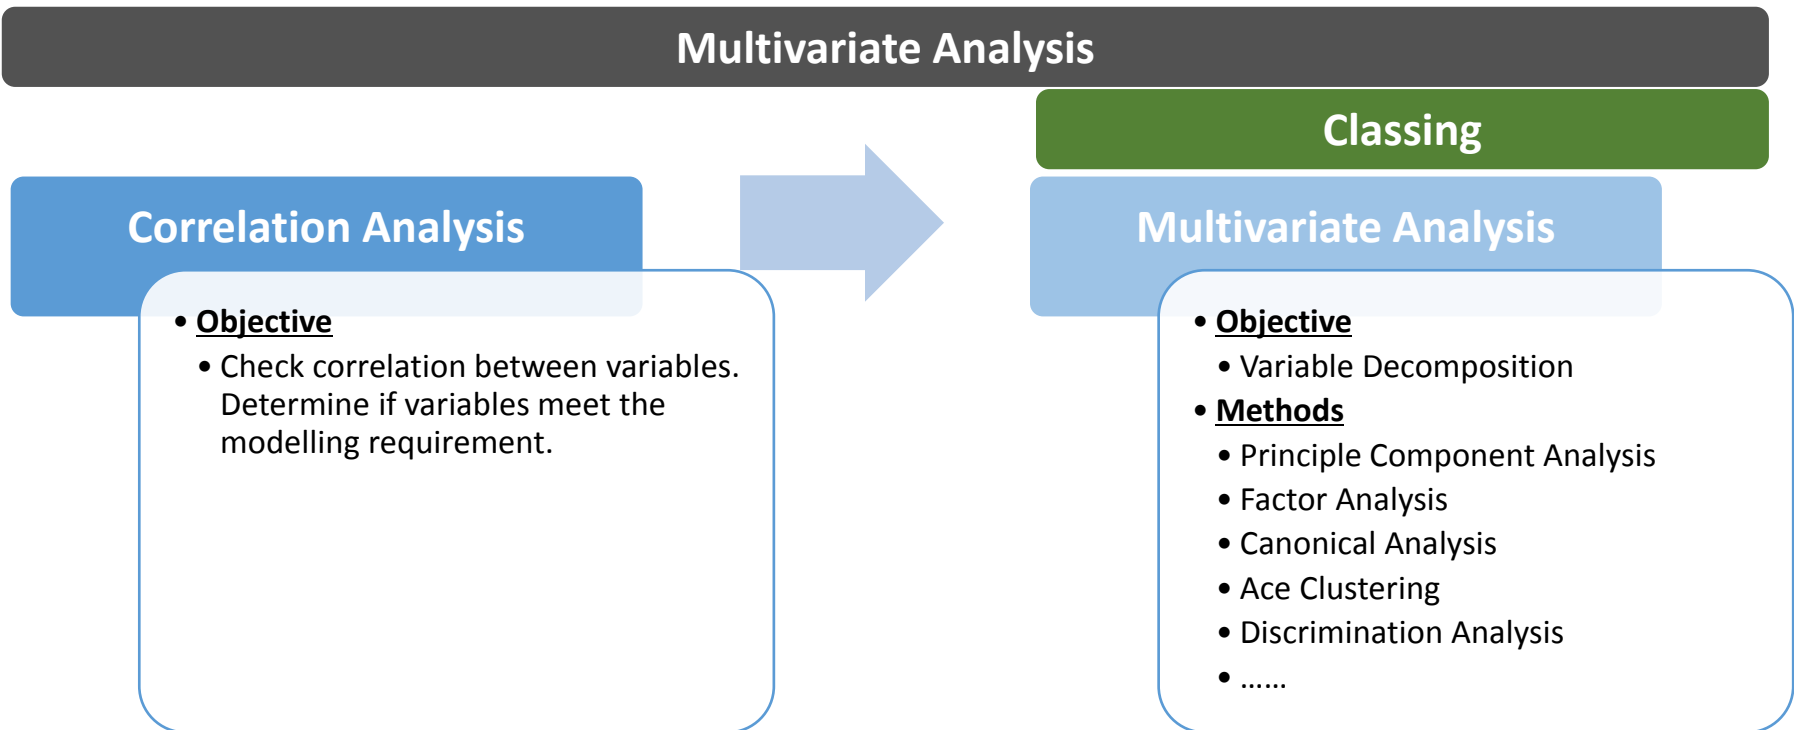 Multivariate Analysis
Classing
Correlation Analysis
• Objective
• Check correlation between variables.
Determine if variables meet the
modelling requirement.
Multivariate Analysis
• Objective
• Variable Decomposition
• Methods
• Principle Component Analysis
• Factor Analysis
• Canonical Analysis
• Ace Clustering
• Discrimination Analysis
• ......